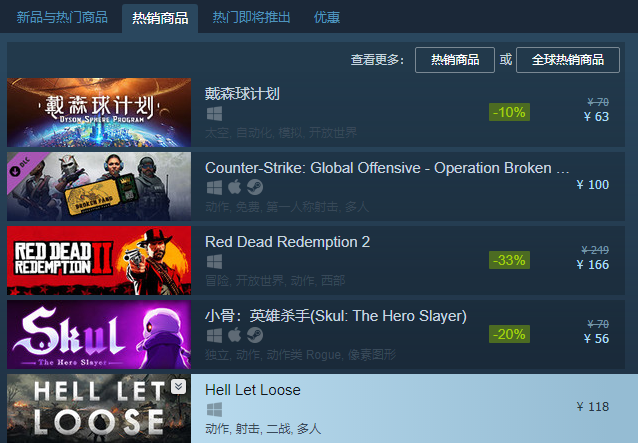 新品与热门商品 热销商品 热门即将推出 优惠
查看更多: 热销商品 或 全球热销商品
戴森球计划
DYSON SPHERE PROGRAM
戴森球计划
-10%
¥ 70
¥ 63
太空, 自动化, 模拟, 开放世界
DLC
BROKEN FANG
Counter-Strike: Global Offensive - Operation Broken ...
¥ 100
动作, 免费, 第一人称射击, 多人
RED DEAD
REDEMPTION II
Red Dead Redemption 2
-33%
¥ 249
¥ 166
冒险, 开放世界, 动作, 西部
Skul
The Hero Slayer
小骨：英雄杀手(Skul: The Hero Slayer)
-20%
¥ 70
¥ 56
独立, 动作, 动作类 Rogue, 像素图形
HELL LET
LOOSE
Hell Let Loose
¥ 118
动作, 射击, 二战, 多人